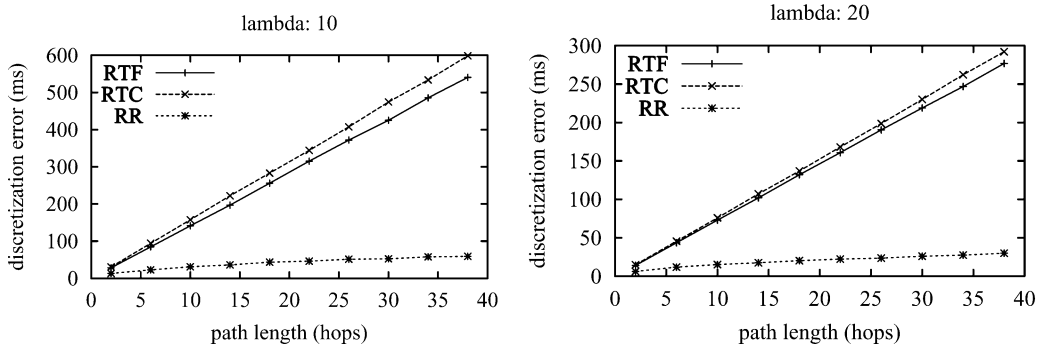 lambda: 10
discretization error (ms)
600
500
400
300
200
100
0
RTF
RTC
RR
0 5 10 15 20 25 30 35 40
path length (hops)
lambda: 20
discretization error (ms)
300
250
200
150
100
50
0
RTF
RTC
RR
0 5 10 15 20 25 30 35 40
path length (hops)